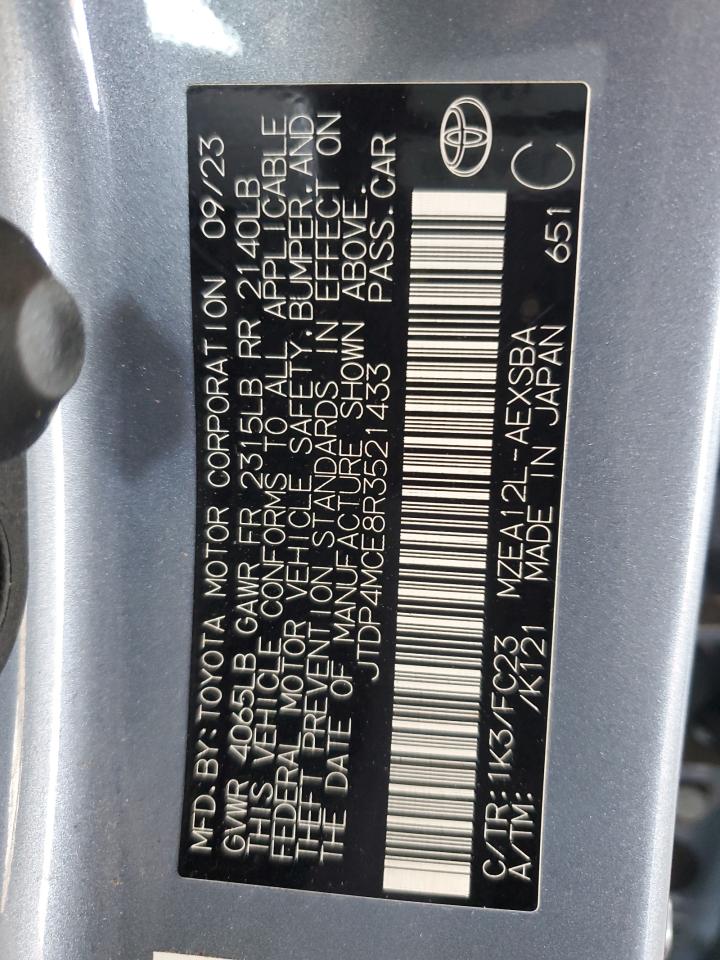 MFD. BY: TOYOTA MOTOR CORPORATION 09/23
GVWR 4065LB GAWR FR 2315LB RR 2140LB
THIS VEHICLE CONFORMS TO ALL APPLICABLE
FEDERAL MOTOR VEHICLE SAFETY, BUMPER, AND
THEFT PREVENTION STANDARDS IN EFFECT ON
THE DATE OF MANUFACTURE SHOWN ABOVE.
JTDP4MCE8R3521433 PASS. CAR
C/TR: 1K3/FC23 MZEA12L-AEXSBA 651
A/TM: /K121 MADE IN JAPAN C